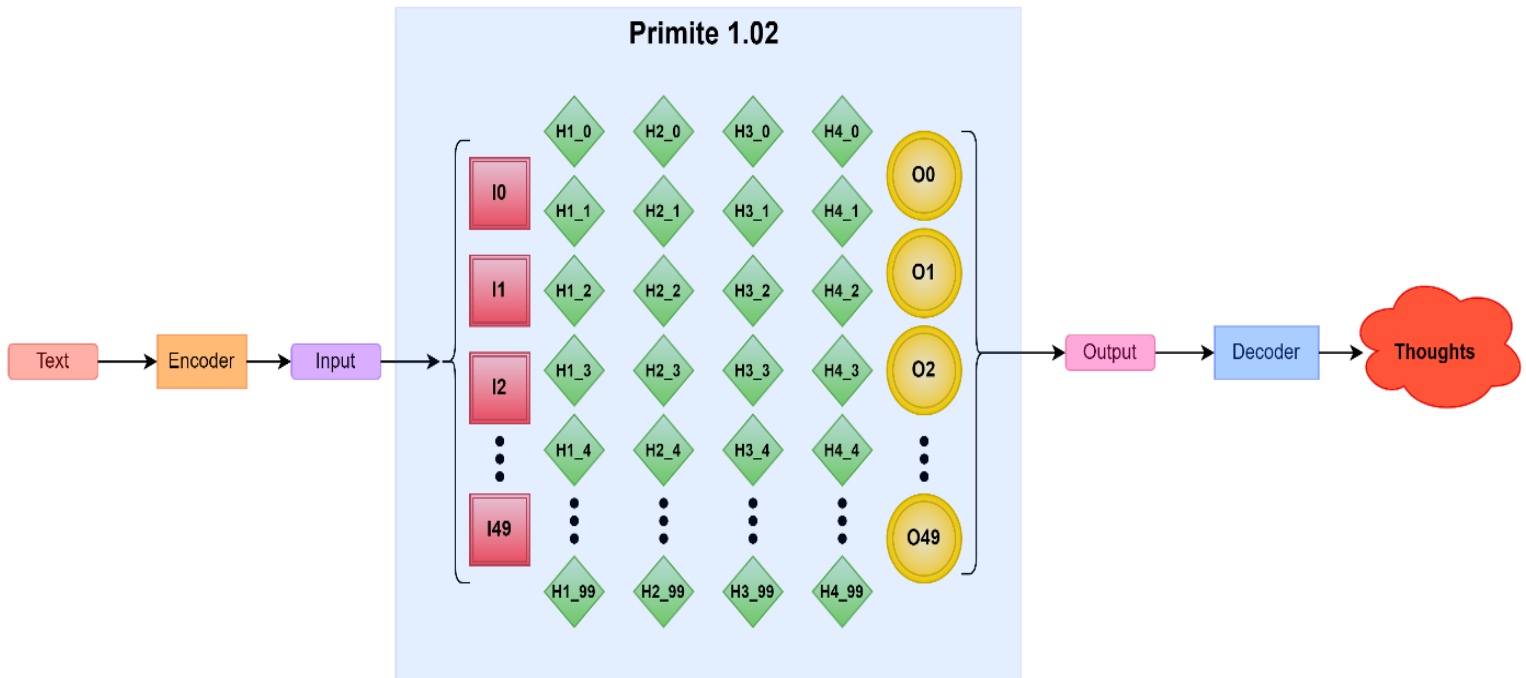 Primite 1.02
H1_0 H2_0 H3_0 H4_0
I0 O0
H1_1 H2_1 H3_1 H4_1
O1
I1 H1_2 H2_2 H3_2 H4_2
Text Encoder Input Output Decoder Thoughts
H1_3 H2_3 H3_3 H4_3 O2
I2
H1_4 H2_4 H3_4 H4_4
I49 O49
H1_99 H2_99 H3_99 H4_99